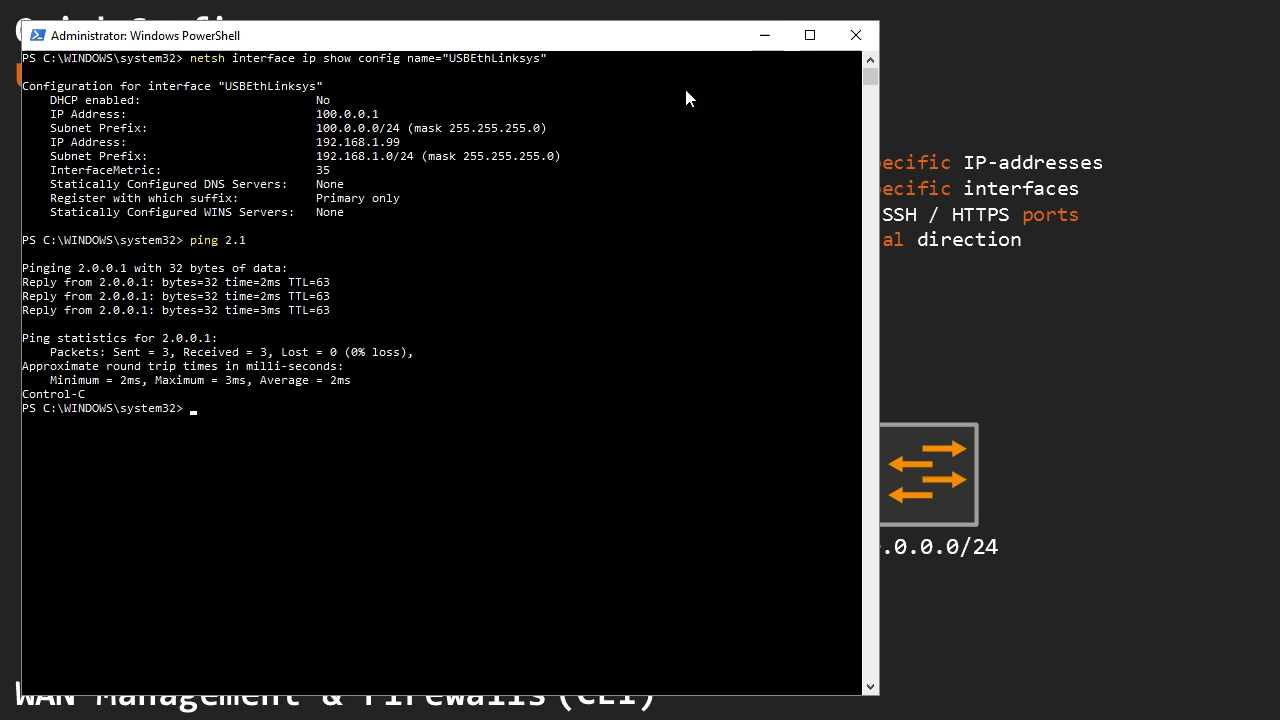 Administrator: Windows PowerShell
PS C:\WINDOWS\system32> netsh interface ip show config name="USBEthLinksys"
Configuration for interface "USBEthLinksys"
DHCP enabled: No
IP Address: 100.0.0.1
Subnet Prefix: 100.0.0.0/24 (mask 255.255.255.0)
IP Address: 192.168.1.99
Subnet Prefix: 192.168.1.0/24 (mask 255.255.255.0)
InterfaceMetric: 35
Statically Configured DNS Servers: None
Register with which suffix: Primary only
Statically Configured WINS Servers: None
PS C:\WINDOWS\system32> ping 2.1
Pinging 2.0.0.1 with 32 bytes of data:
Reply from 2.0.0.1: bytes=32 time=2ms TTL=63
Reply from 2.0.0.1: bytes=32 time=2ms TTL=63
Reply from 2.0.0.1: bytes=32 time=3ms TTL=63
Ping statistics for 2.0.0.1:
Packets: Sent = 3, Received = 3, Lost = 0 (0% loss),
Approximate round trip times in milli-seconds:
Minimum = 2ms, Maximum = 3ms, Average = 2ms
Control-C
PS C:\WINDOWS\system32>
ecific IP-addresses
ecific interfaces
SSH / HTTPS ports
al direction
.0.0.0/24
WAN Management & Firewalls (CLI)